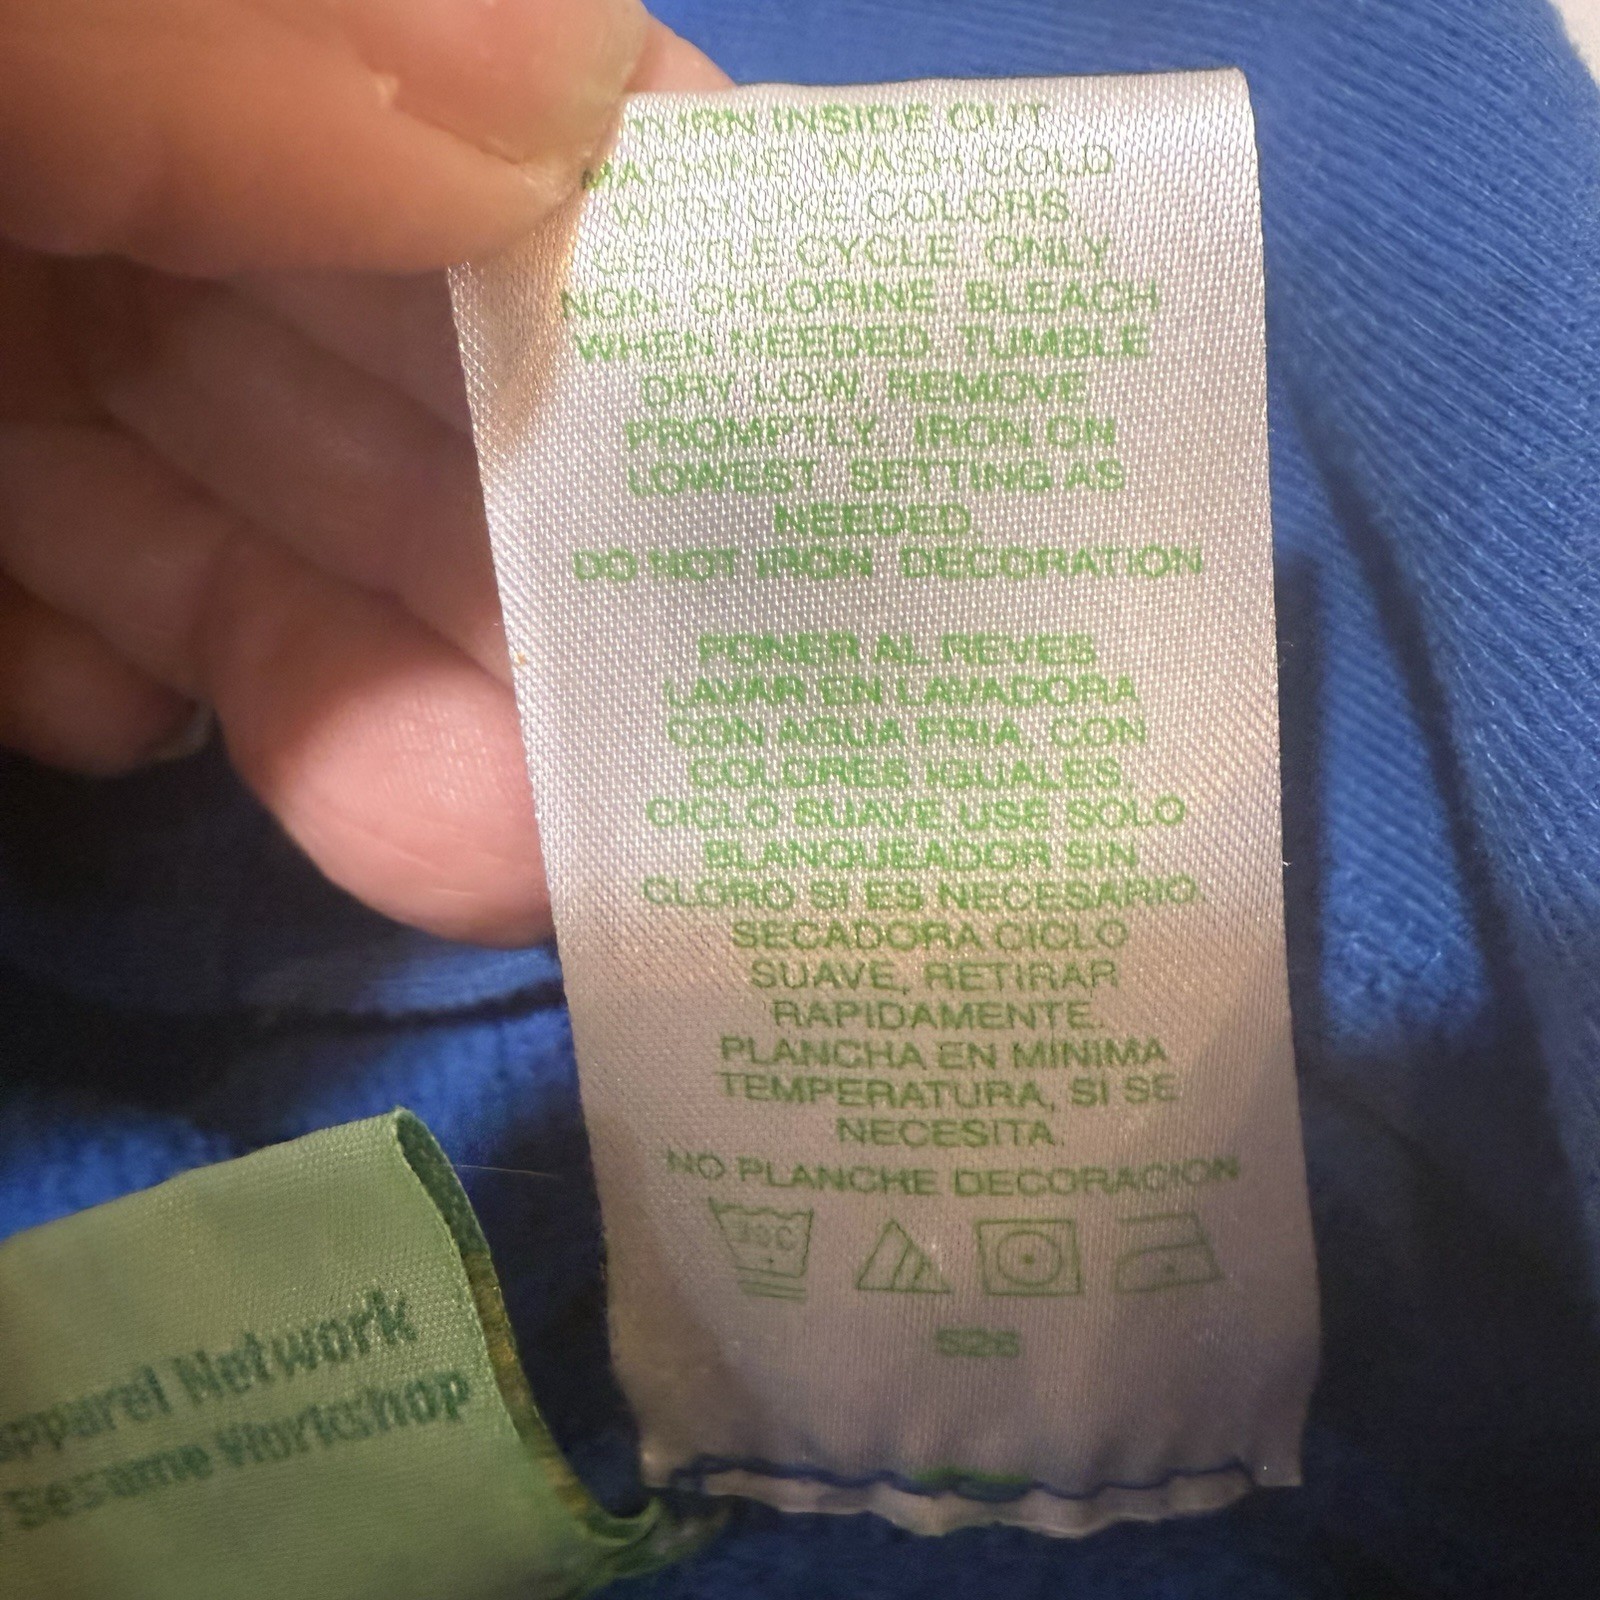 TURN INSIDE OUT
MACHINE WASH COLD
WITH LIKE COLORS
GENTLE CYCLE ONLY
NON- CHLORINE BLEACH
WHEN NEEDED. TUMBLE
DRY LOW, REMOVE
PROMPTLY. IRON ON
LOWEST SETTING AS
NEEDED.
DO NOT IRON DECORATION
PONER AL REVES
LAVAR EN LAVADORA
CON AGUA FRIA, CON
COLORES IGUALES.
CICLO SUAVE,USE SOLO
BLANQUEADOR SIN
CLORO SI ES NECESARIO
SECADORA CICLO
SUAVE, RETIRAR
RAPIDAMENTE.
PLANCHA EN MINIMA
TEMPERATURA, SI SE
NECESITA.
NO PLANCHE DECORACION
30C
526
apparel Network
Sesame Workshop